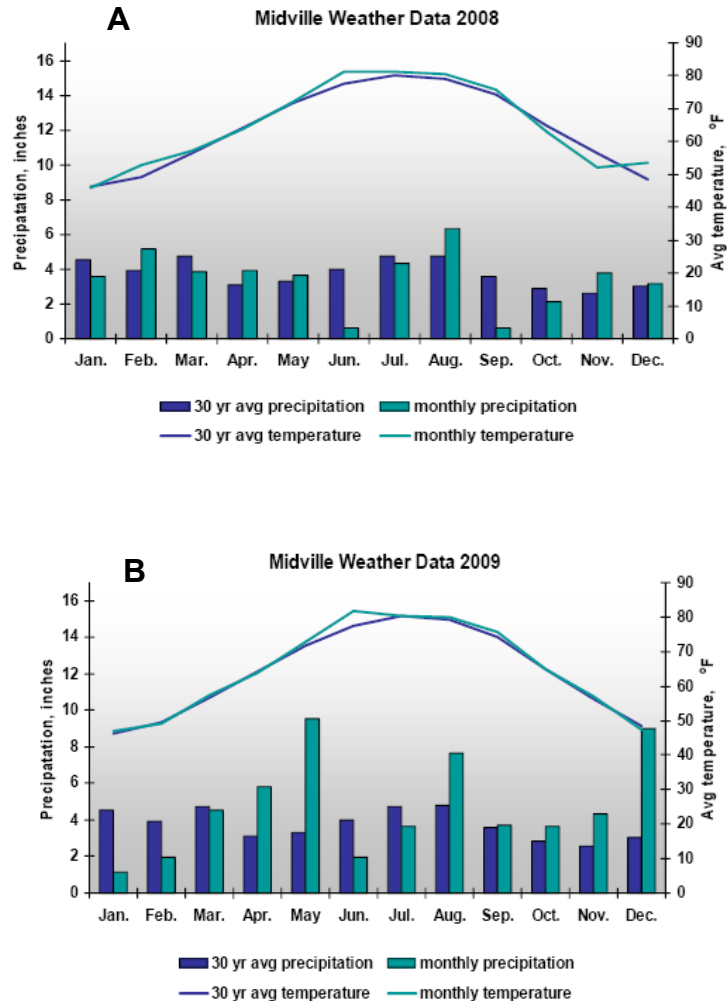 A
Midville Weather Data 2008
Precipatation, inches
16
14
12
10
8
6
4
2
0
90
80
70
60
50
40
30
20
10
0
Avg temperature, °F
Jan. Feb. Mar. Apr. May Jun. Jul. Aug. Sep. Oct. Nov. Dec.
30 yr avg precipitation monthly precipitation
30 yr avg temperature monthly temperature
B
Midville Weather Data 2009
Precipatation, inches
16
14
12
10
8
6
4
2
0
90
80
70
60
50
40
30
20
10
0
Avg temperature, °F
Jan. Feb. Mar. Apr. May Jun. Jul. Aug. Sep. Oct. Nov. Dec.
30 yr avg precipitation monthly precipitation
30 yr avg temperature monthly temperature